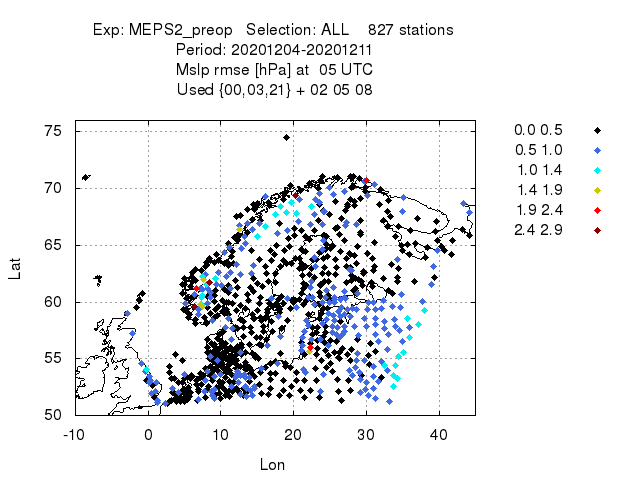 Exp: MEPS2_preop   Selection: ALL    827 stations
Period: 20201204-20201211
Mslp rmse [hPa] at  05 UTC
Used {00,03,21} + 02 05 08
0.0 0.5
0.5 1.0
1.0 1.4
1.4 1.9
1.9 2.4
2.4 2.9
75
70
65
60
55
50
Lat
-10 0 10 20 30 40
Lon